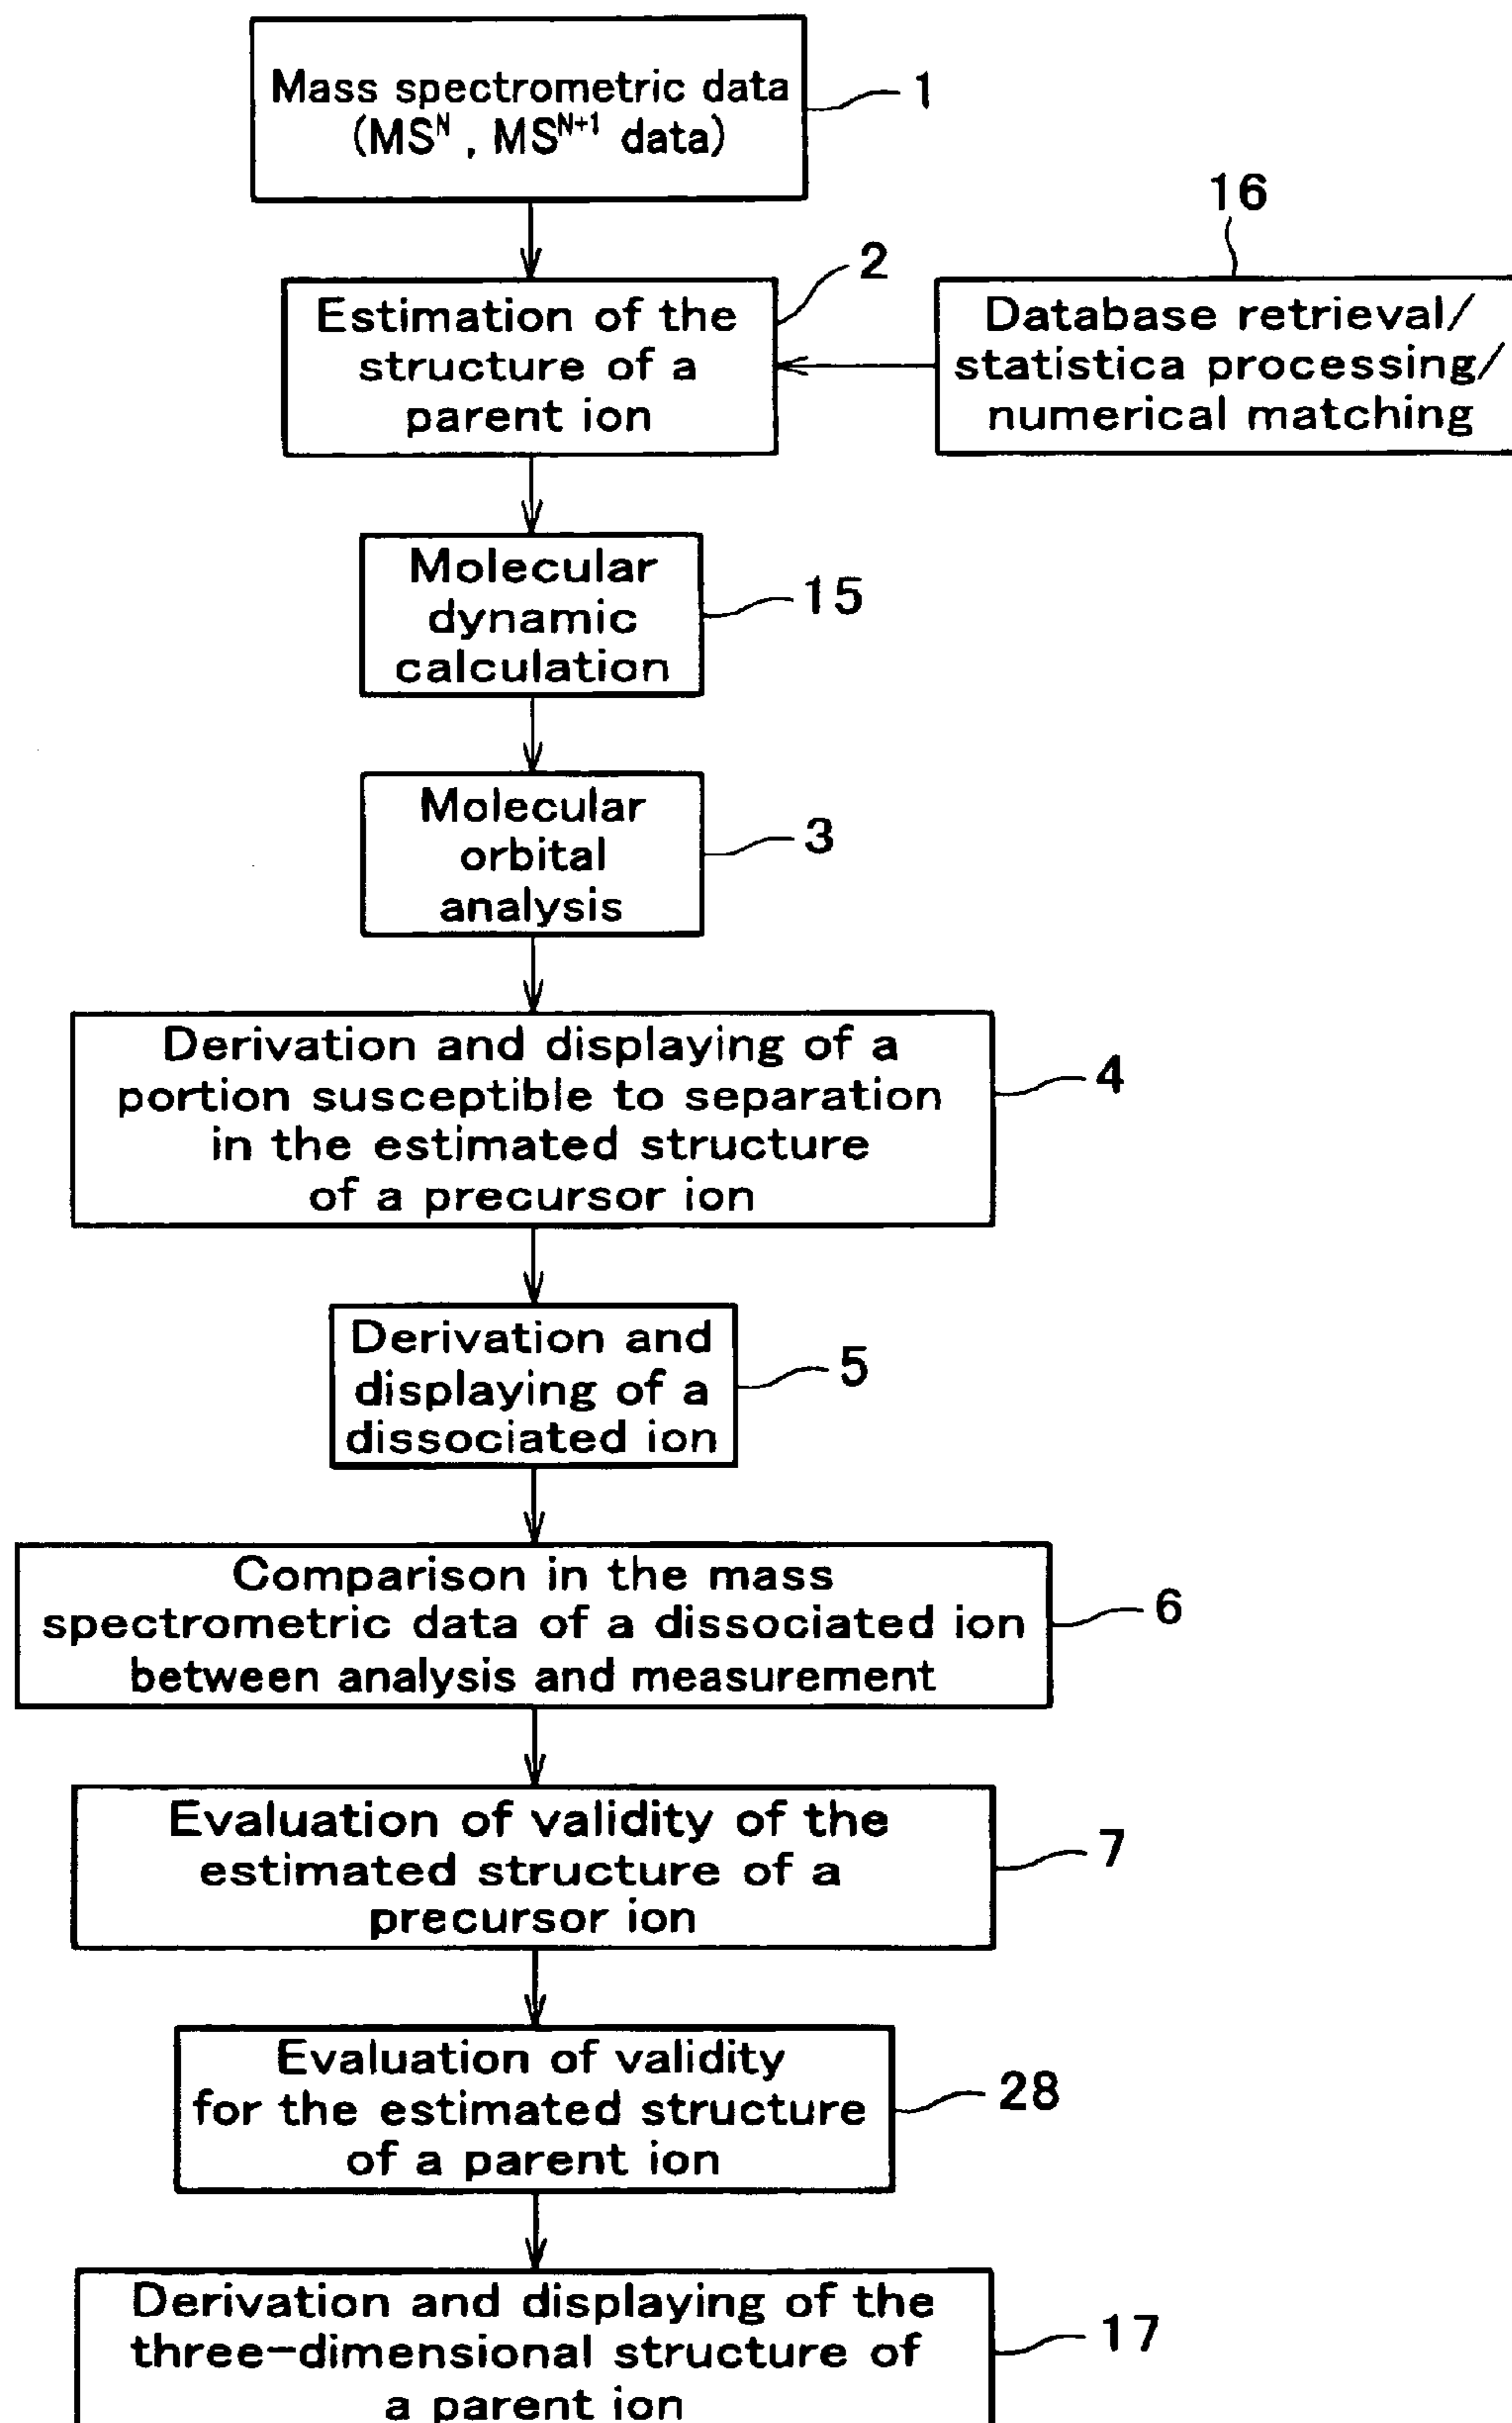 Mass spectrometric data
(MSᴺ, MSᴺ⁺¹ data)
1
16
2
Estimation of the
structure of a
parent ion
Database retrieval/
statistica processing/
numerical matching
Molecular
dynamic
calculation
15
Molecular
orbital
analysis
3
Derivation and displaying of a
portion susceptible to separation
in the estimated structure
of a precursor ion
4
Derivation and
displaying of a
dissociated ion
5
Comparison in the mass
spectrometric data of a dissociated ion
between analysis and measurement
6
Evaluation of validity of the
estimated structure of a
precursor ion
7
Evaluation of validity
for the estimated structure
of a parent ion
28
Derivation and displaying of the
three-dimensional structure of
a parent ion
17